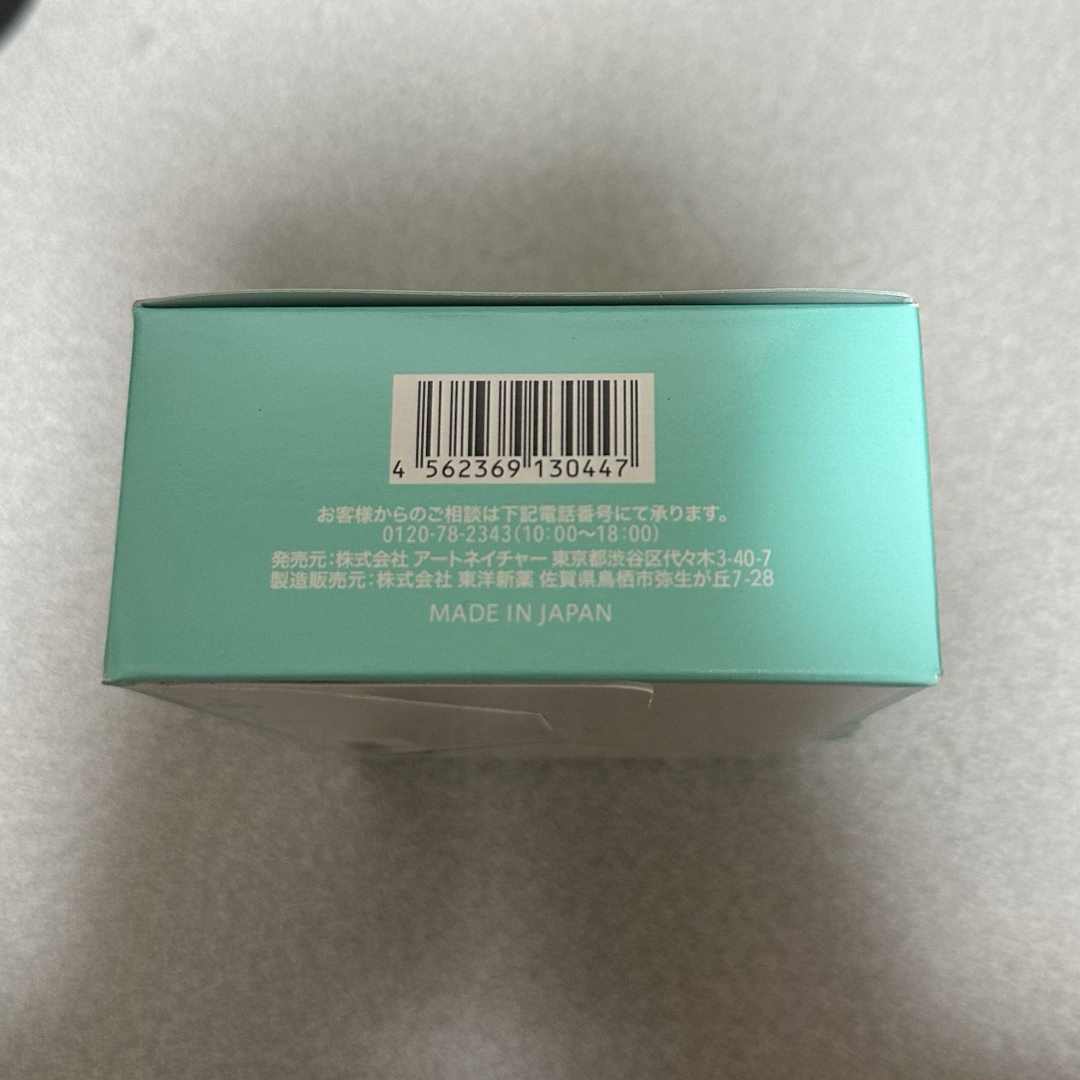 4 562369 130447
お客様からのご相談は下記電話番号にて承ります。
0120-78-2343(10:00〜18:00)
発売元:株式会社 アートネイチャー 東京都渋谷区代々木3-40-7
製造販売元:株式会社 東洋新薬 佐賀県鳥栖市弥生が丘7-28
MADE IN JAPAN